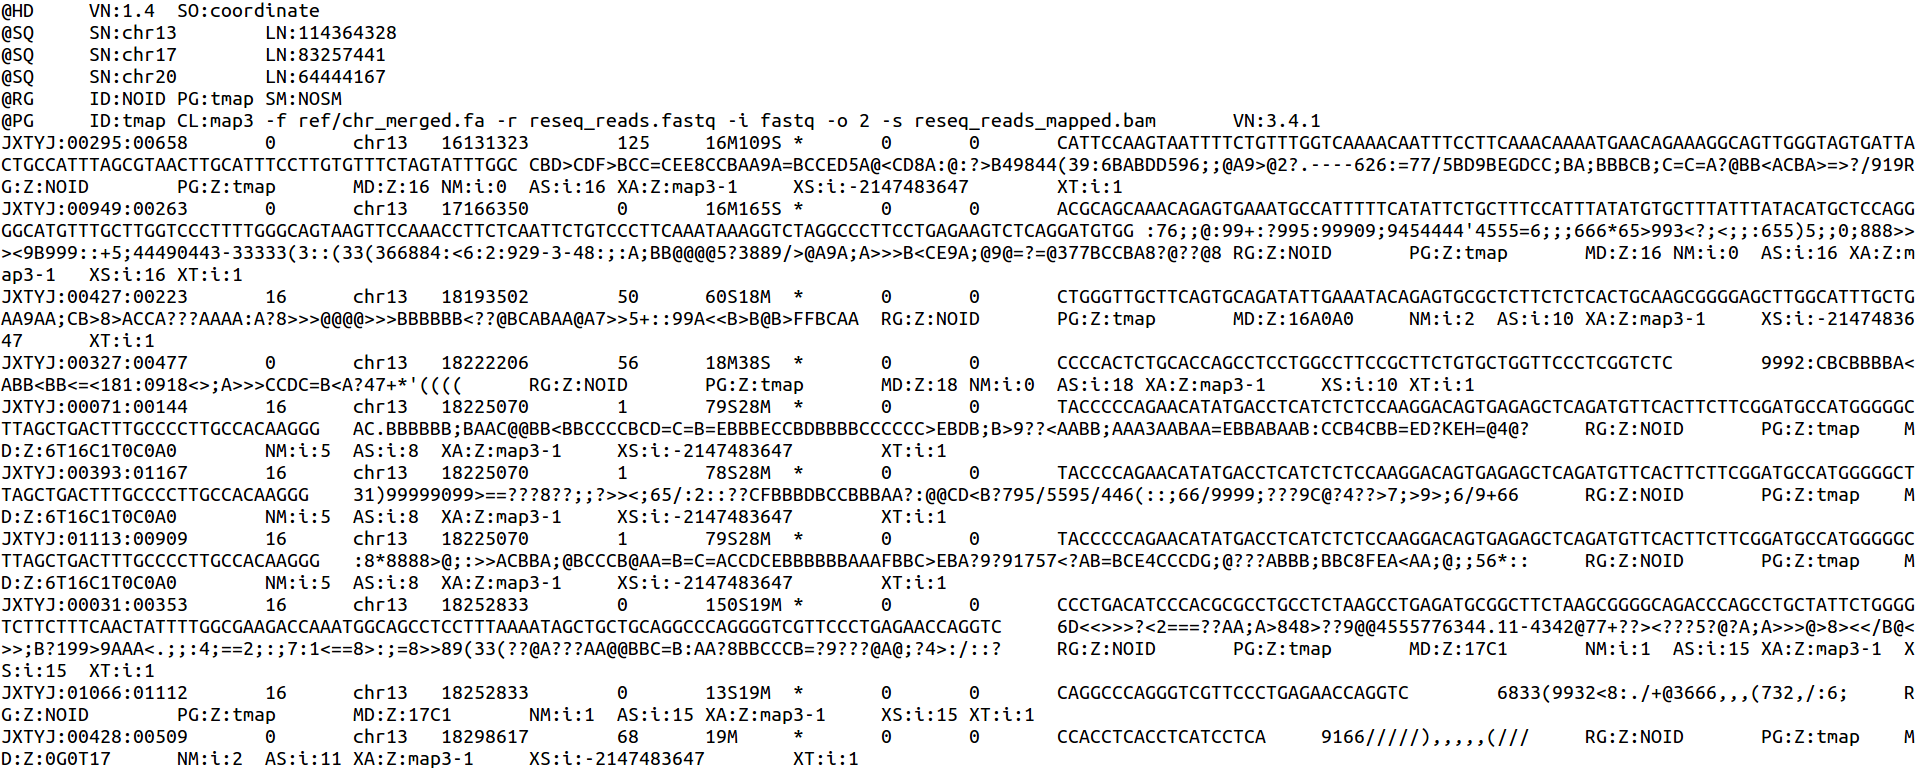 @HD	VN:1.4	SO:coordinate
@SQ	SN:chr13	LN:114364328
@SQ	SN:chr17	LN:83257441
@SQ	SN:chr20	LN:64444167
@RG	ID:NOID	PG:tmap	SM:NOSM
@PG	ID:tmap	CL:map3 -f ref/chr_merged.fa -r reseq_reads.fastq -i fastq -o 2 -s reseq_reads_mapped.bam	VN:3.4.1
JXTYJ:00295:00658	0	chr13	16131323	125	16M109S	*	0	0	CATTCCAAGTAATTTTCTGTTTGGTCAAAACAATTTCCTTCAAACAAAATGAACAGAAAGGCAGTTGGGTAGTGATTA
CTGCCATTTAGCGTAACTTGCATTTCCTTGTGTTTCTAGTATTTGGC	CBD>CDF>BCC=CEE8CCBAA9A=BCCED5A@<CD8A:@:?>B49844(39:6BABDD596;;@A9>@2?.----626:=77/5BD9BEGDCC;BA;BBBCB;C=C=A?@BB<ACBA>=>?/919R
G:Z:NOID	PG:Z:tmap	MD:Z:16	NM:i:0	AS:i:16	XA:Z:map3-1	XS:i:-2147483647	XT:i:1
JXTYJ:00949:00263	0	chr13	17166350	0	16M165S	*	0	0	ACGCAGCAAACAGAGTGAAATGCCATTTTTCATATTCTGCTTTCCATTTATATGTGCTTTATTTATACATGCTCCAGG
GGCATGTTTGCTTGGTCCCTTTTGGGCAGTAAGTTCCAAACCTTCTCAATTCTGTCCCTTCAAATAAAGGTCTAGGCCCTTCCTGAGAAGTCTCAGGATGTGG	:76;;@:99+:?995:99909;9454444'4555=6;;;666*65>993<?;<;;:655)5;;0;888>>
><9B999::+5;44490443-33333(3::(33(366884:<6:2:929-3-48:;:A;BB@@@@5?3889/>@A9A;A>>>B<CE9A;@9@=?=@377BCCBA8?@??@8	RG:Z:NOID	PG:Z:tmap	MD:Z:16	NM:i:0	AS:i:16	XA:Z:m
ap3-1	XS:i:16	XT:i:1
JXTYJ:00427:00223	16	chr13	18193502	50	60S18M	*	0	0	CTGGGTTGCTTCAGTGCAGATATTGAAATACAGAGTGCGCTCTTCTCTCACTGCAAGCGGGGAGCTTGGCATTTGCTG
AA9AA;CB>8>ACCA???AAAA:A?8>>>@@@@>>>BBBBBB<??@BCABAA@A7>>5+::99A<<B>B@B>FFBCAA	RG:Z:NOID	PG:Z:tmap	MD:Z:16A0A0	NM:i:2	AS:i:10	XA:Z:map3-1	XS:i:-21474836
47	XT:i:1
JXTYJ:00327:00477	0	chr13	18222206	56	18M38S	*	0	0	CCCCACTCTGCACCAGCCTCCTGGCCTTCCGCTTCTGTGCTGGTTCCCTCGGTCTC	9992:CBCBBBBA<
ABB<BB<=<181:0918<>;A>>>CCDC=B<A?47+*'((((	RG:Z:NOID	PG:Z:tmap	MD:Z:18	NM:i:0	AS:i:18	XA:Z:map3-1	XS:i:10	XT:i:1
JXTYJ:00071:00144	16	chr13	18225070	1	79S28M	*	0	0	TACCCCCAGAACATATGACCTCATCTCTCCAAGGACAGTGAGAGCTCAGATGTTCACTTCTTCGGATGCCATGGGGGC
TTAGCTGACTTTGCCCCTTGCCACAAGGG	AC.BBBBBB;BAAC@@BB<BBCCCCBCD=C=B=EBBBECCBDBBBBCCCCCC>EBDB;B>9??<AABB;AAA3AABAA=EBBABAAB:CCB4CBB=ED?KEH=@4@?	RG:Z:NOID	PG:Z:tmap	M
D:Z:6T16C1T0C0A0	NM:i:5	AS:i:8	XA:Z:map3-1	XS:i:-2147483647	XT:i:1
JXTYJ:00393:01167	16	chr13	18225070	1	78S28M	*	0	0	TACCCCAGAACATATGACCTCATCTCTCCAAGGACAGTGAGAGCTCAGATGTTCACTTCTTCGGATGCCATGGGGGCT
TAGCTGACTTTGCCCCTTGCCACAAGGG	31)99999099>==???8??;;?>><;65/:2::??CFBBBDBCCBBBAA?:@@CD<B?795/5595/446(::;66/9999;???9C@?4??>7;>9>;6/9+66	RG:Z:NOID	PG:Z:tmap	M
D:Z:6T16C1T0C0A0	NM:i:5	AS:i:8	XA:Z:map3-1	XS:i:-2147483647	XT:i:1
JXTYJ:01113:00909	16	chr13	18225070	1	79S28M	*	0	0	TACCCCCAGAACATATGACCTCATCTCTCCAAGGACAGTGAGAGCTCAGATGTTCACTTCTTCGGATGCCATGGGGGC
TTAGCTGACTTTGCCCCTTGCCACAAGGG	:8*8888>@;:>>ACBBA;@BCCCB@AA=B=C=ACCDCEBBBBBBAAAFBBC>EBA?9?91757<?AB=BCE4CCCDG;@???ABBB;BBC8FEA<AA;@;;56*::	RG:Z:NOID	PG:Z:tmap	M
D:Z:6T16C1T0C0A0	NM:i:5	AS:i:8	XA:Z:map3-1	XS:i:-2147483647	XT:i:1
JXTYJ:00031:00353	16	chr13	18252833	0	150S19M	*	0	0	CCCTGACATCCCACGCGCCTGCCTCTAAGCCTGAGATGCGGCTTCTAAGCGGGGCAGACCCAGCCTGCTATTCTGGGG
TCTTCTTTCAACTATTTTGGCGAAGACCAAATGGCAGCCTCCTTTAAAATAGCTGCTGCAGGCCCAGGGGTCGTTCCCTGAGAACCAGGTC	6D<<>>>?<2===??AA;A>848>??9@@4555776344.11-4342@77+??><???5?@?A;A>>>@>8><</B@<
>>;B?199>9AAA<.;;:4;==2;:;7:1<==8>:;=8>>89(33(??@A???AA@@BBC=B:AA?8BBCCCB=?9???@A@;?4>:/::?	RG:Z:NOID	PG:Z:tmap	MD:Z:17C1	NM:i:1	AS:i:15	XA:Z:map3-1	X
S:i:15	XT:i:1
JXTYJ:01066:01112	16	chr13	18252833	0	13S19M	*	0	0	CAGGCCCAGGGTCGTTCCCTGAGAACCAGGTC	6833(9932<8:./+@3666,,,(732,/:6;	R
G:Z:NOID	PG:Z:tmap	MD:Z:17C1	NM:i:1	AS:i:15	XA:Z:map3-1	XS:i:15	XT:i:1
JXTYJ:00428:00509	0	chr13	18298617	68	19M	*	0	0	CCACCTCACCTCATCCTCA	9166/////),,,,,(///	RG:Z:NOID	PG:Z:tmap	M
D:Z:0G0T17	NM:i:2	AS:i:11	XA:Z:map3-1	XS:i:-2147483647	XT:i:1